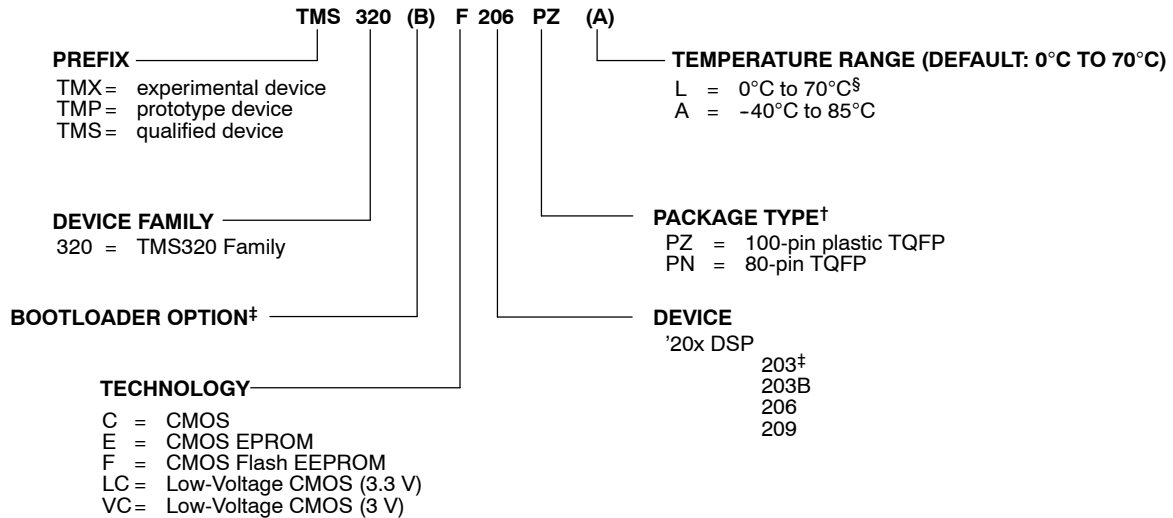 TMS 320 (B) F 206 PZ (A)
PREFIX
TMX = experimental device
TMP = prototype device
TMS = qualified device
TEMPERATURE RANGE (DEFAULT: 0°C TO 70°C)
L = 0°C to 70°C§
A = −40°C to 85°C
DEVICE FAMILY
320 = TMS320 Family
PACKAGE TYPE†
PZ = 100-pin plastic TQFP
PN = 80-pin TQFP
BOOTLOADER OPTION‡
DEVICE
’20x DSP
203‡
203B
206
209
TECHNOLOGY
C = CMOS
E = CMOS EPROM
F = CMOS Flash EEPROM
LC = Low-Voltage CMOS (3.3 V)
VC = Low-Voltage CMOS (3 V)